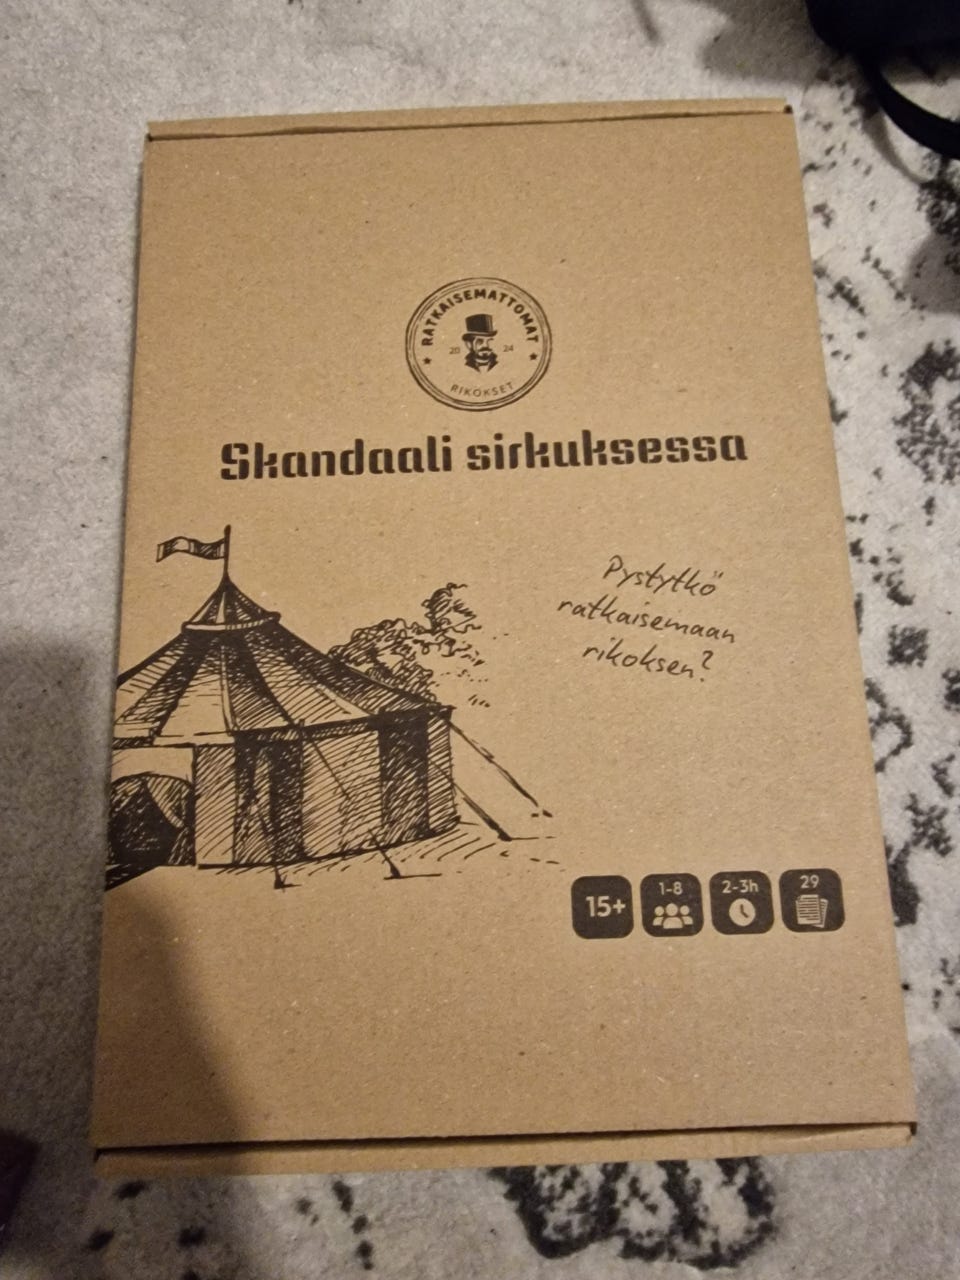 RATKAISEMATTOMAT
20 24
RIKOKSET
Skandaali sirkuksessa
Pystytkö
ratkaisemaan
rikoksen?
15+
1-8
2-3h
29